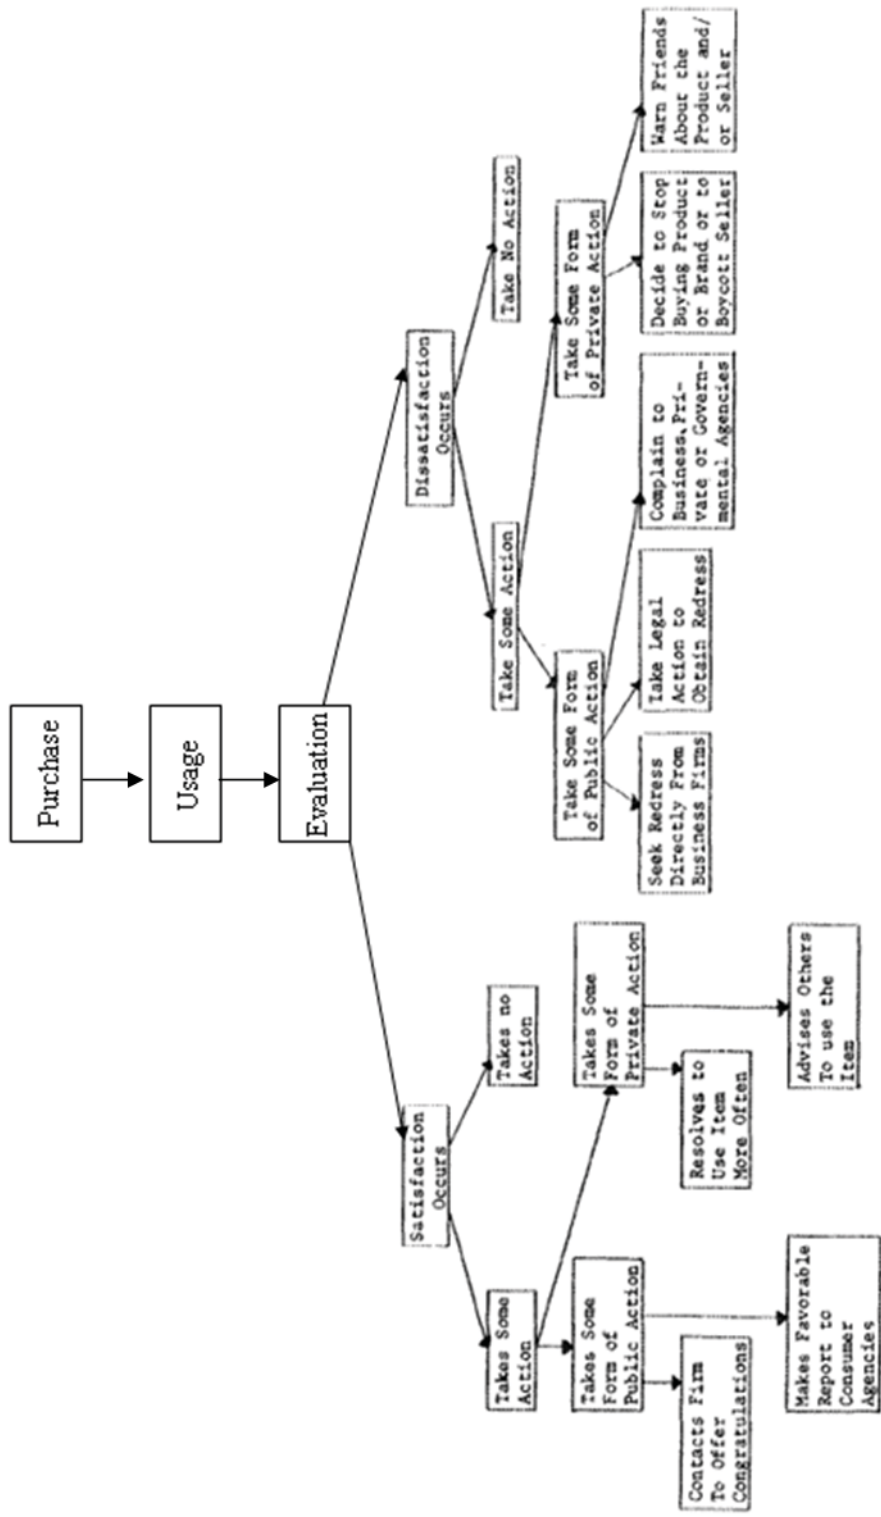 Purchase
Usage
Evaluation
Satisfaction
Occurs
Dissatisfaction
Occurs
Takes Some
Action
Takes no
Action
Take Some Action
Take No Action
Takes Some
Form of
Public Action
Takes Some
Form of
Private Action
Take Some Form
of Public Action
Take Some Form
of Private Action
Contacts Firm
To Offer
Congratulations
Makes Favorable
Report to
Consumer
Agencies
Resolves to
Use Item
More Often
Advises Others
To use the
Item
Seek Redress
Directly From
Business Firms
Take Legal
Action to
Obtain Redress
Complain to
Business, Pri-
vate or Govern-
mental Agencies
Decide to Stop
Buying Product
or Brand or to
Boycott Seller
Warn Friends
About the
Product and/
or Seller